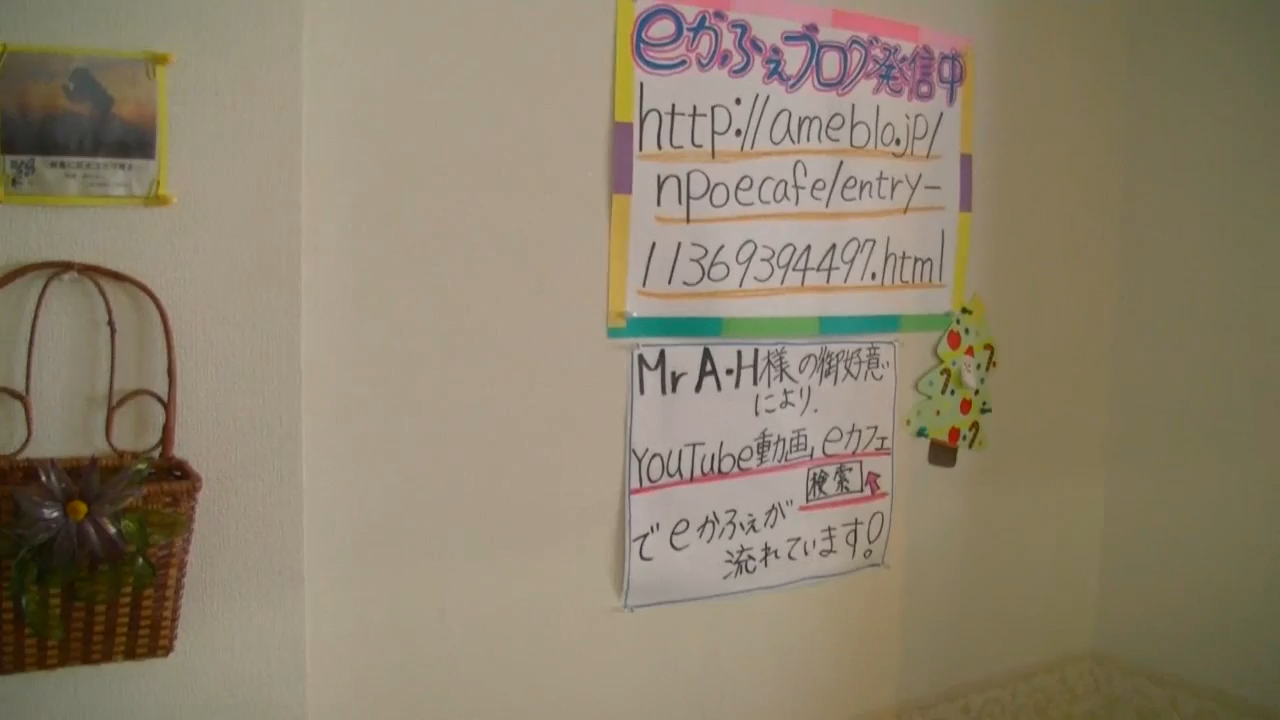 eかふぇブログ発信中
http://ameblo.jp/
npoecafe/entry-
11369394497.html
Mr A・H様の御好意
により.
YouTube動画,eカフェ
検索
でeかふぇが
流れています!